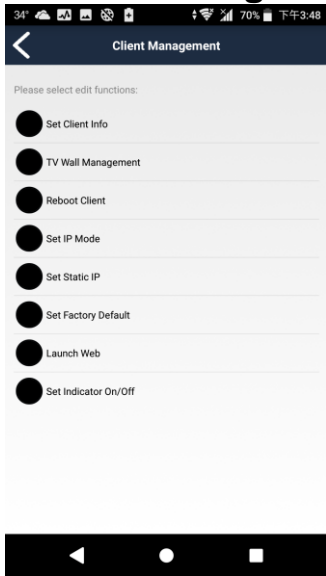 34° 70% 下午3:48
Client Management
Please select edit functions:
Set Client Info
TV Wall Management
Reboot Client
Set IP Mode
Set Static IP
Set Factory Default
Launch Web
Set Indicator On/Off